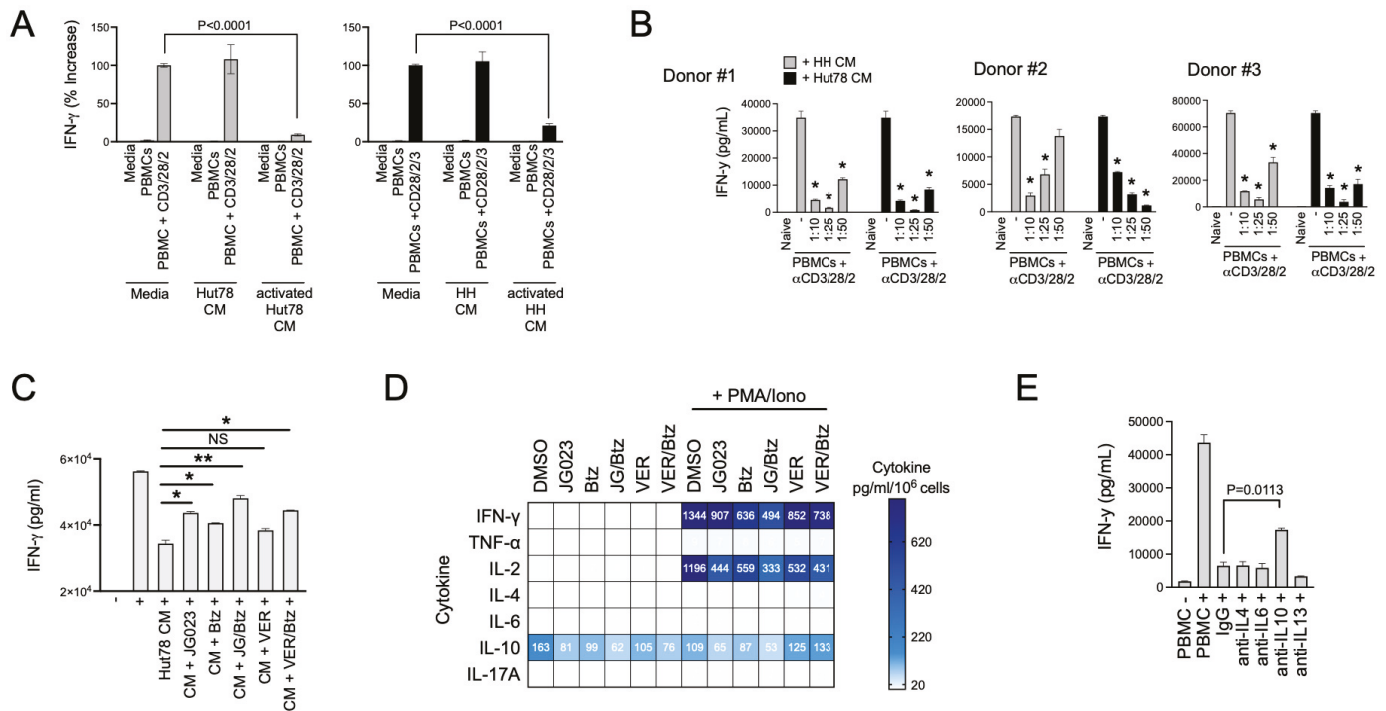 A
IFN-γ (% Increase)
150
100
50
0
P<0.0001
Media
PBMCs
PBMC + CD3/28/2
Media
PBMCs
PBMC + CD3/28/2
Media
PBMCs
PBMC + CD3/28/2
Media
Hut78
CM
activated
Hut78
CM
150
100
50
0
P<0.0001
Media
PBMCs
PBMCs +CD28/2/3
Media
PBMCs
PBMCs +CD28/2/3
Media
PBMCs
PBMCs +CD28/2/3
Media
HH
CM
activated
HH
CM
B
+ HH CM
+ Hut78 CM
Donor #1
IFN-y (pg/mL)
40000
30000
20000
10000
0
* * * * * *
Naive
-
1:10
1:25
1:50
-
1:10
1:25
1:50
PBMCs +
αCD3/28/2
PBMCs +
αCD3/28/2
Donor #2
20000
15000
10000
5000
0
* * * * *
Naive
-
1:10
1:25
1:50
Naive
-
1:10
1:25
1:50
PBMCs +
αCD3/28/2
PBMCs +
αCD3/28/2
Donor #3
80000
60000
40000
20000
0
* * * * * *
Naive
-
1:10
1:25
1:50
-
1:10
1:25
1:50
PBMCs +
αCD3/28/2
PBMCs +
αCD3/28/2
C
IFN-γ (pg/ml)
6×10⁴
4×10⁴
2×10⁴
*
NS
**
*
*
-
+
Hut78 CM +
CM + JG023 +
CM + Btz +
CM + JG/Btz +
CM + VER +
CM + VER/Btz +
D
+ PMA/Iono
DMSO JG023 Btz JG/Btz VER VER/Btz DMSO JG023 Btz JG/Btz VER VER/Btz
Cytokine
IFN-γ 1344 907 636 494 852 738
TNF-α
IL-2 1196 444 559 333 532 431
IL-4
IL-6
IL-10 163 81 99 62 105 76 109 65 87 53 125 133
IL-17A
Cytokine
pg/ml/10⁶ cells
620
420
220
20
E
IFN-y (pg/mL)
50000
40000
30000
20000
10000
0
P=0.0113
PBMC -
PBMC +
IgG +
anti-IL4 +
anti-IL6 +
anti-IL10 +
anti-IL13 +